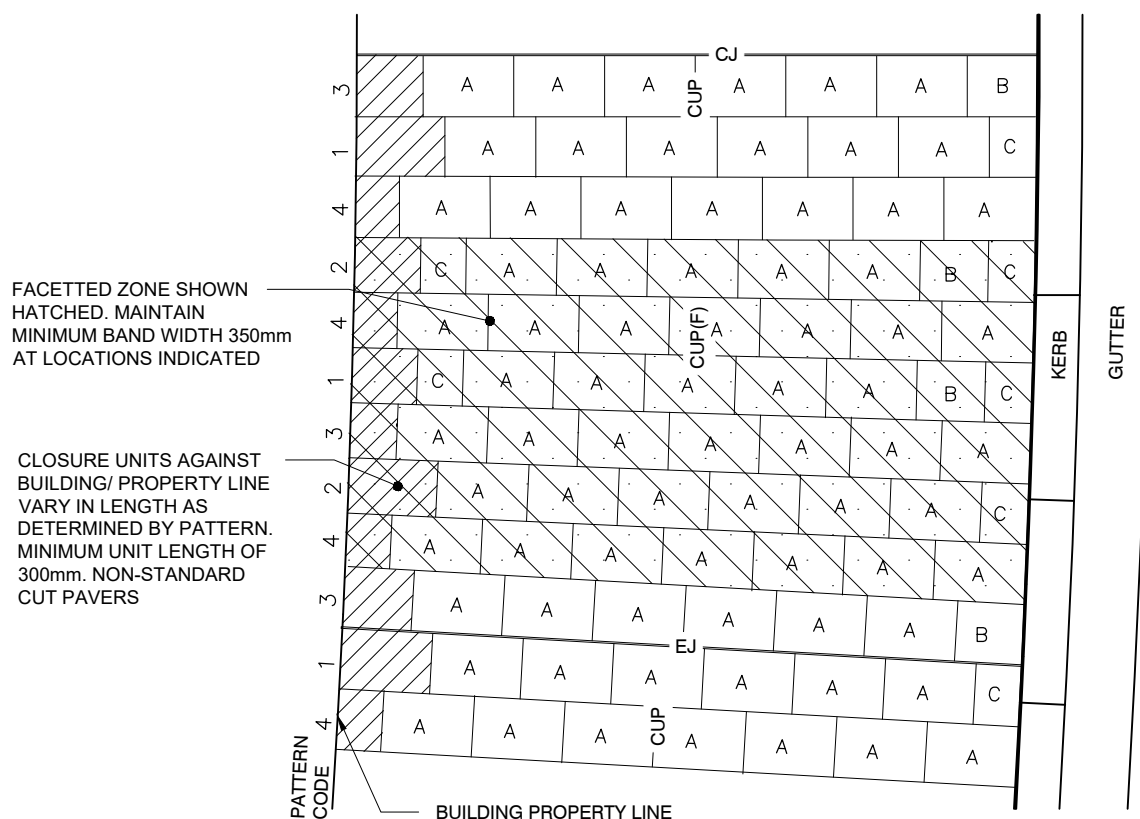 CJ
3 A A A CUP A A A B
1 A A A A A A C
4 A A A A A A A
2 C A A A A A B C
FACETTED ZONE SHOWN
HATCHED. MAINTAIN
MINIMUM BAND WIDTH 350mm
AT LOCATIONS INDICATED
4 A A A CUP(F) A A A A
KERB
GUTTER
1 C A A A A A B C
3 A A A A A A A
CLOSURE UNITS AGAINST
BUILDING/ PROPERTY LINE
VARY IN LENGTH AS
DETERMINED BY PATTERN.
MINIMUM UNIT LENGTH OF
300mm. NON-STANDARD
CUT PAVERS
2 A A A A A A C
4 A A A A A A A
3 A A A A A A B
EJ
1 A A A A A A C
4 A A A CUP A A A A
PATTERN
CODE
BUILDING PROPERTY LINE